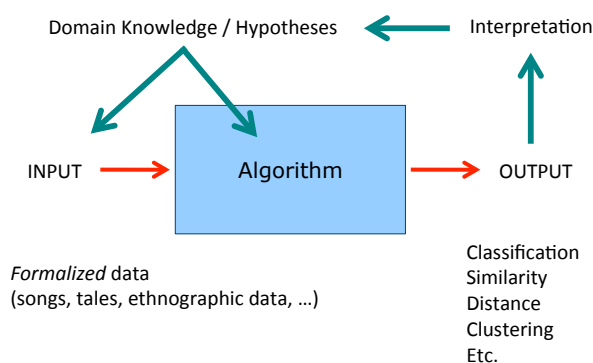 Domain Knowledge / Hypotheses
Interpretation
INPUT
Algorithm
OUTPUT
Formalized data
(songs, tales, ethnographic data, ...)
Classification
Similarity
Distance
Clustering
Etc.